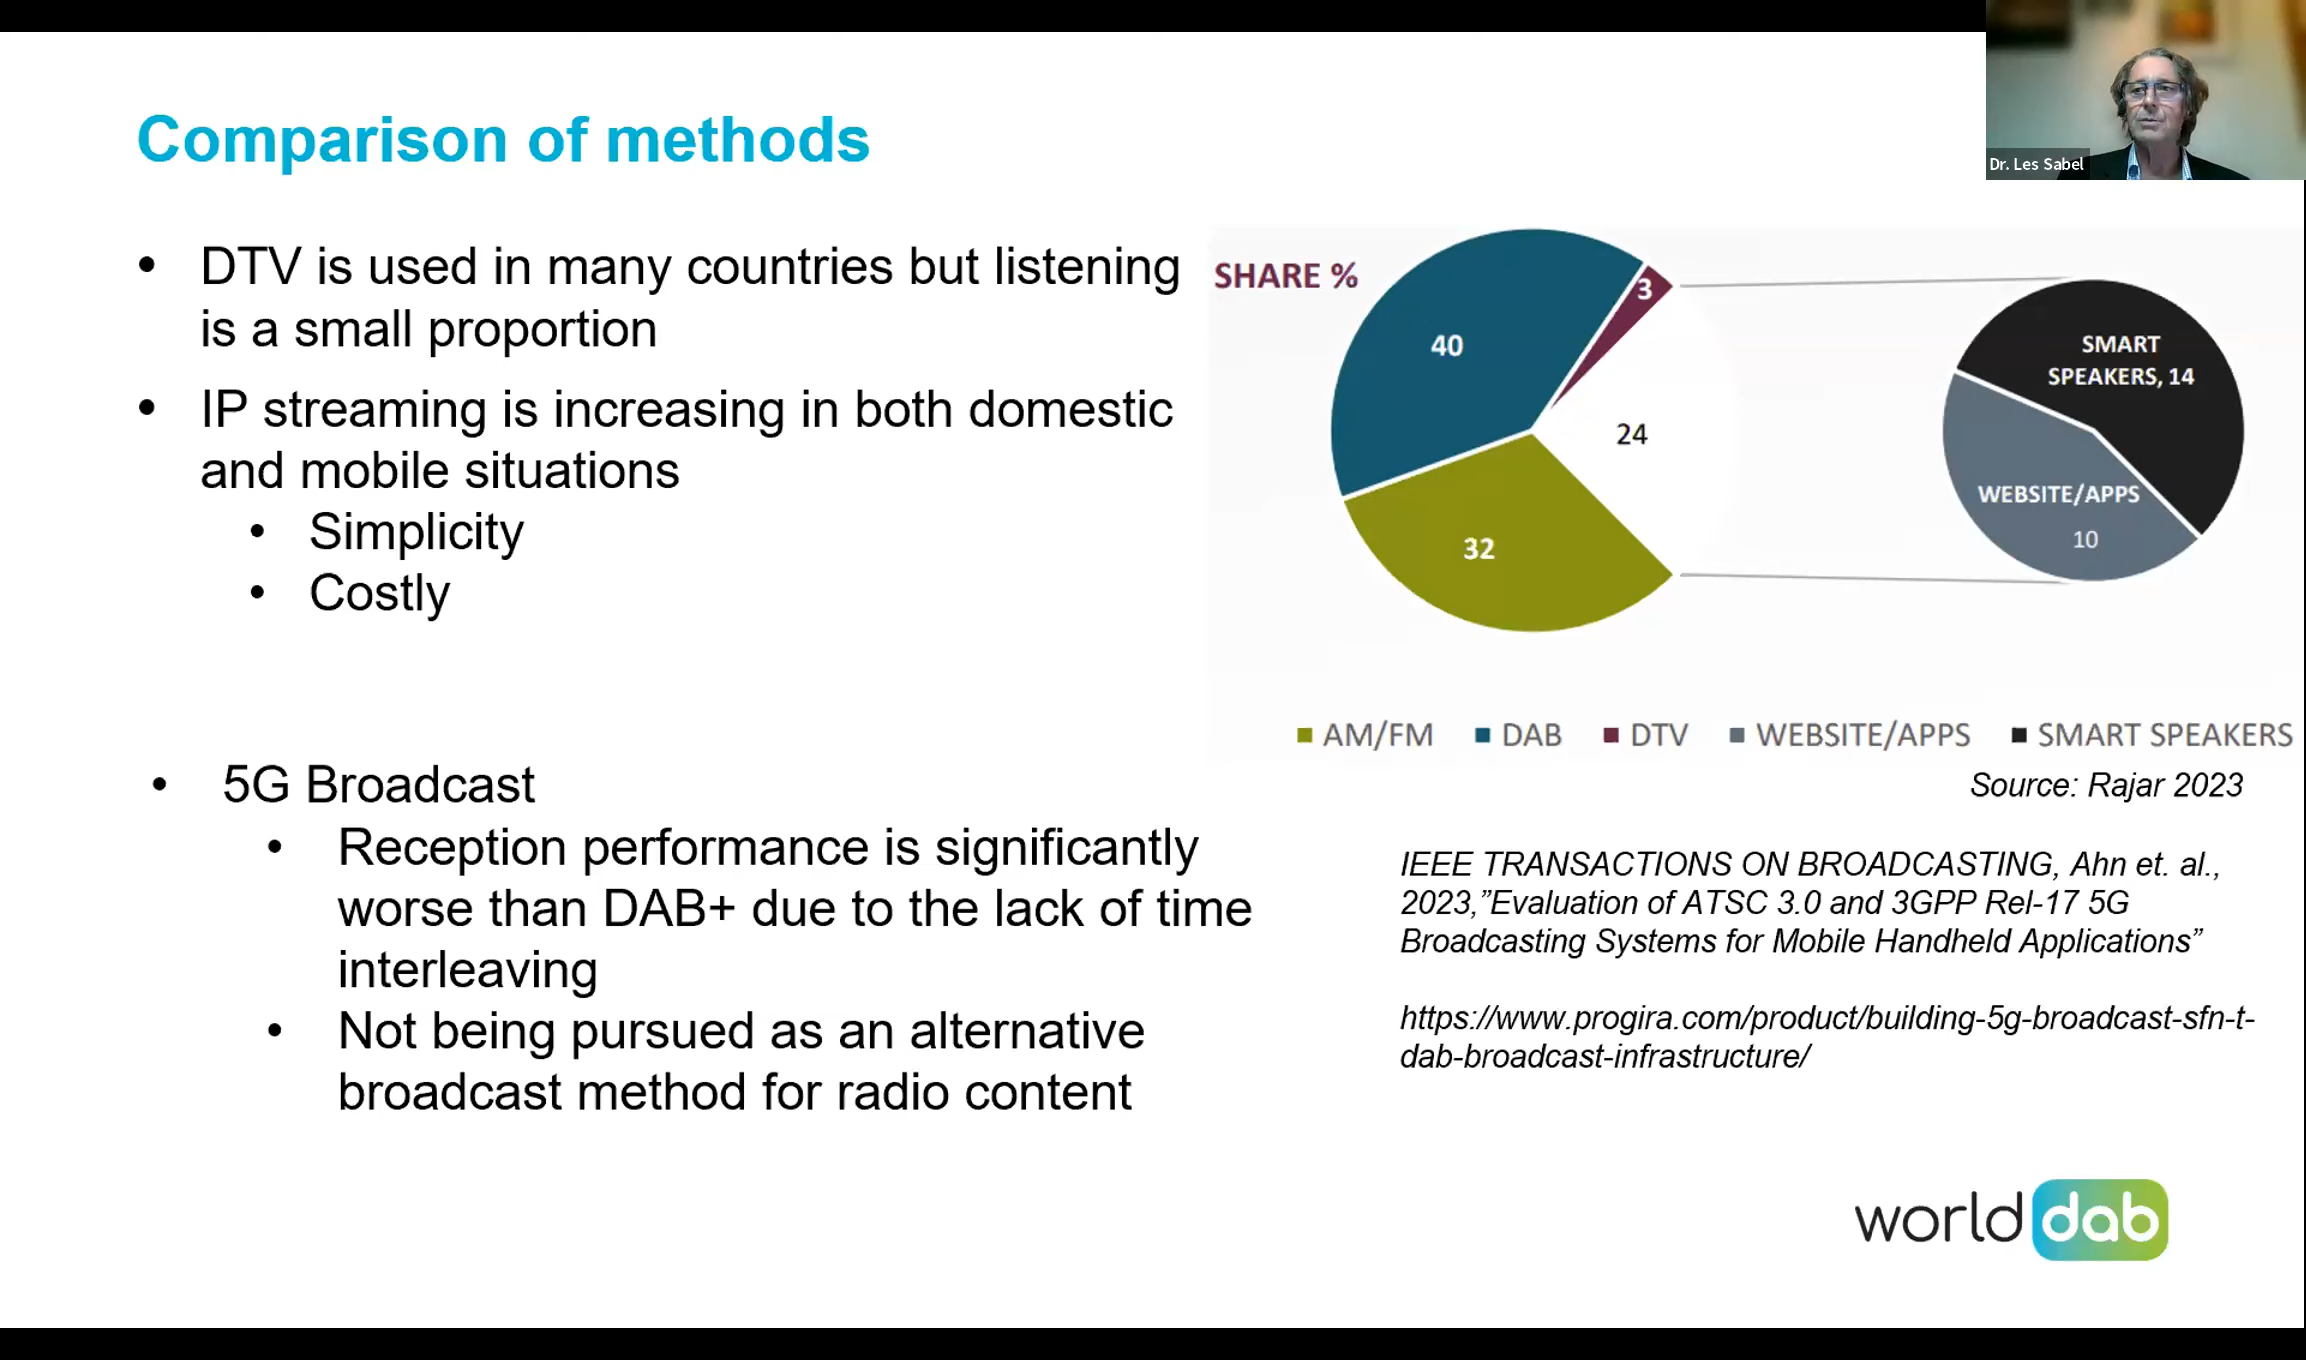 Dr. Les Sabel
Comparison of methods
• DTV is used in many countries but listening
is a small proportion
• IP streaming is increasing in both domestic
and mobile situations
• Simplicity
• Costly
• 5G Broadcast
• Reception performance is significantly
worse than DAB+ due to the lack of time
interleaving
• Not being pursued as an alternative
broadcast method for radio content
SHARE %
3
40
24
32
SMART
SPEAKERS, 14
WEBSITE/APPS
10
AM/FM DAB DTV WEBSITE/APPS SMART SPEAKERS
Source: Rajar 2023
IEEE TRANSACTIONS ON BROADCASTING, Ahn et. al.,
2023,”Evaluation of ATSC 3.0 and 3GPP Rel-17 5G
Broadcasting Systems for Mobile Handheld Applications”
https://www.progira.com/product/building-5g-broadcast-sfn-t-
dab-broadcast-infrastructure/
world dab